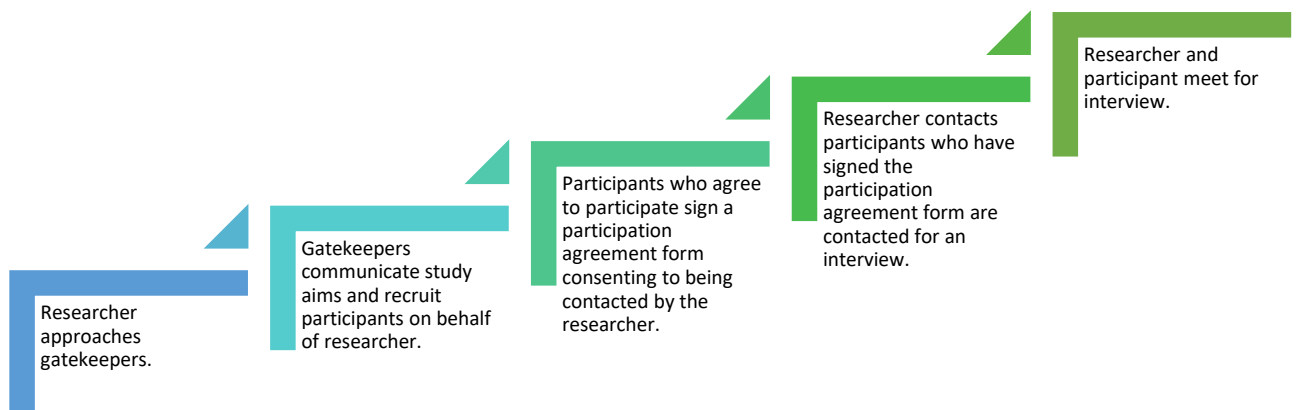 Researcher
approaches
gatekeepers.
Gatekeepers
communicate study
aims and recruit
participants on behalf
of researcher.
Participants who agree
to participate sign a
participation
agreement form
consenting to being
contacted by the
researcher.
Researcher contacts
participants who have
signed the
participation
agreement form are
contacted for an
interview.
Researcher and
participant meet for
interview.